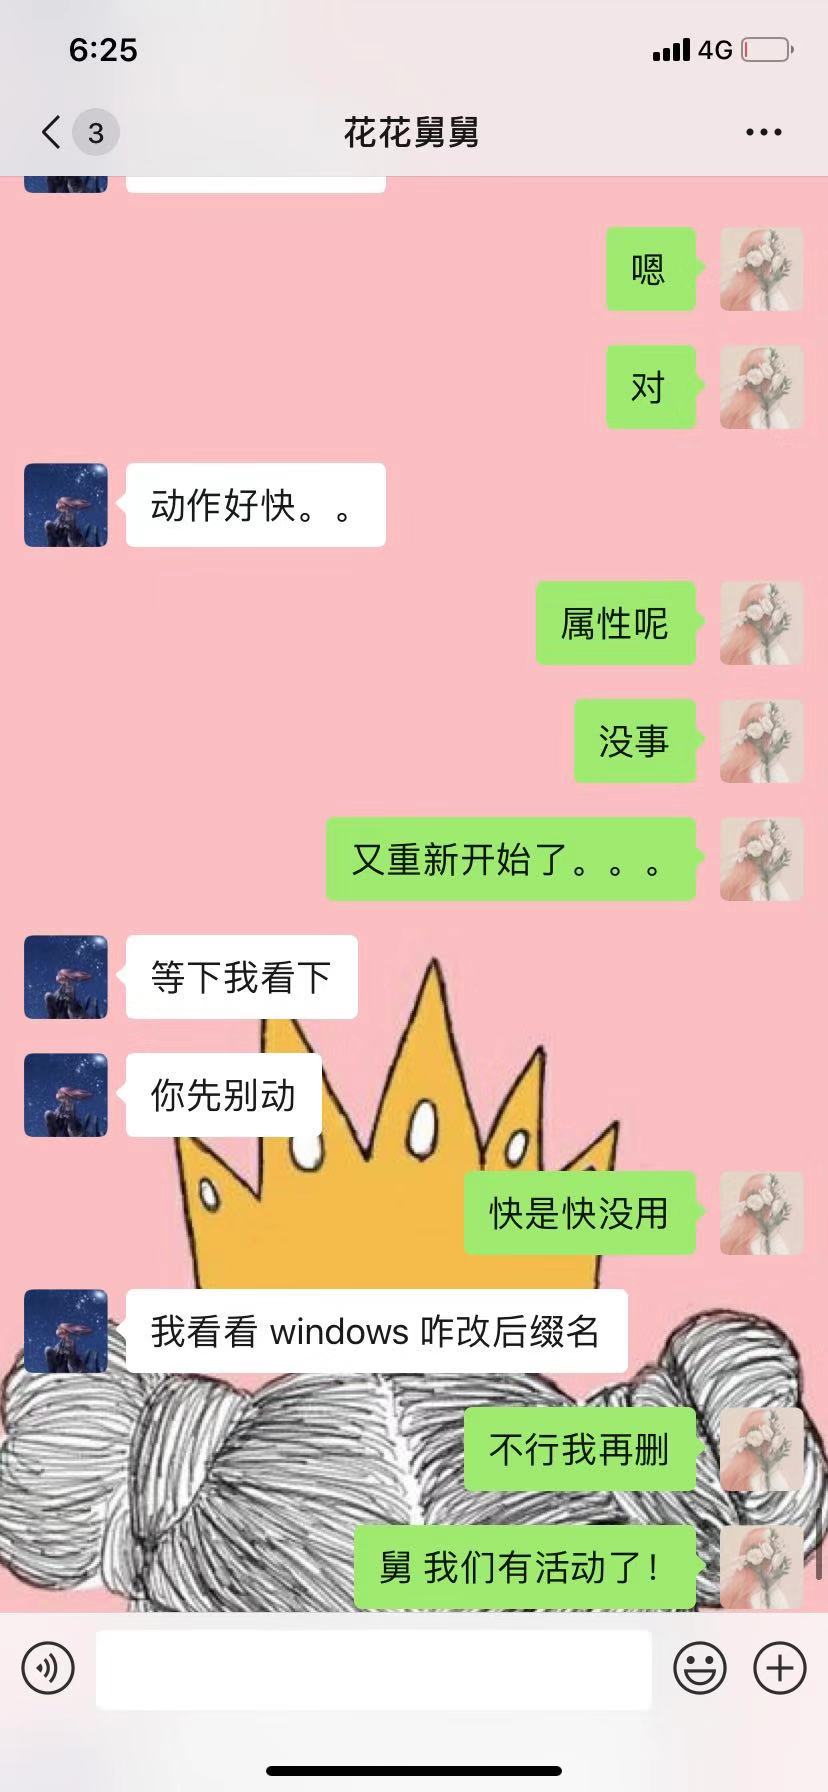 6:25
4G
3
花花舅舅
嗯
对
动作好快。。
属性呢
没事
又重新开始了。。。
等下我看下
你先别动
快是快没用
我看看 windows 咋改后缀名
不行我再删
舅 我们有活动了！